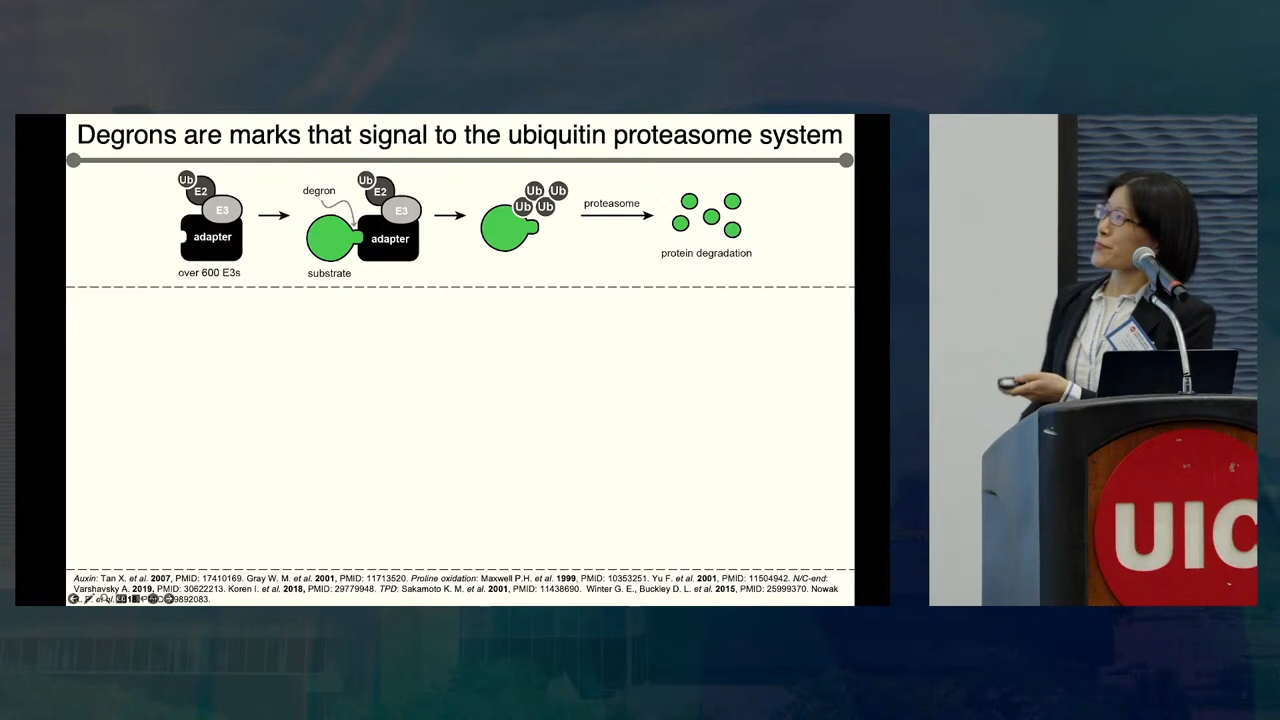 Degrons are marks that signal to the ubiquitin proteasome system
Ub
E2
E3
adapter
over 600 E3s
degron
Ub
E2
E3
adapter
substrate
Ub Ub
Ub Ub
proteasome
protein degradation
Auxin: Tan X. et al. 2007, PMID: 17410169. Gray W. M. et al. 2001, PMID: 11713520. Proline oxidation: Maxwell P.H. et al. 1999, PMID: 10353251. Yu F. et al. 2001, PMID: 11504942. N/C-end:
Varshavsky A. 2019, PMID: 30622213. Koren I. et al. 2018, PMID: 29779948. TPD: Sakamoto K. M. et al. 2001, PMID: 11438690. Winter G. E., Buckley D. L. et al. 2015, PMID: 25999370. Nowak
UIC